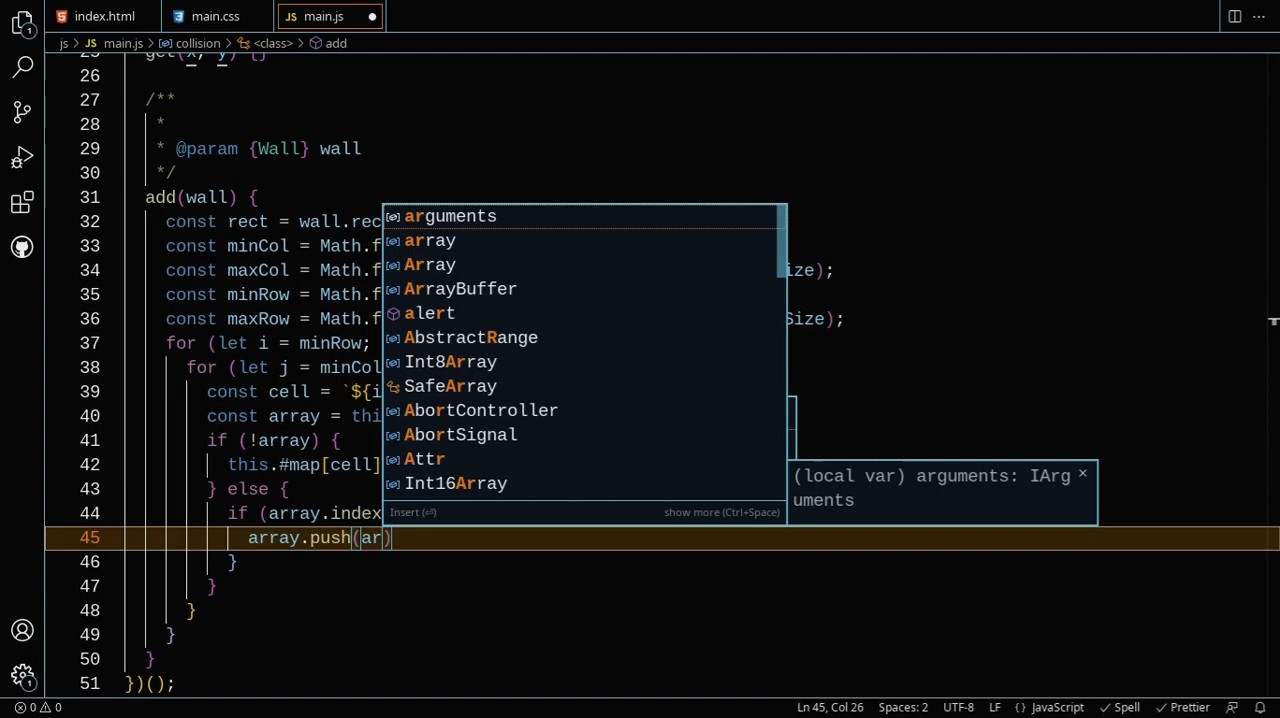 index.html
main.css
JS main.js
js > JS main.js > collision > <class> > add
25 get(x, y) {}
26
27 /**
28 *
29 * @param {Wall} wall
30 */
31 add(wall) {
32 const rect = wall.rec
33 const minCol = Math.f
34 const maxCol = Math.f ize);
35 const minRow = Math.f
36 const maxRow = Math.f Size);
37 for (let i = minRow;
38 for (let j = minCol
39 const cell = `${i
40 const array = thi
41 if (!array) {
42 this.#map[cell]
43 } else {
44 if (array.index
45 array.push(ar)
46 }
47 }
48 }
49 }
50 }
51 })();
arguments
array
Array
ArrayBuffer
alert
AbstractRange
Int8Array
SafeArray
AbortController
AbortSignal
Attr
Int16Array
Insert (⏎) show more (Ctrl+Space)
(local var) arguments: IArg
uments
×
1
1
0 0 Ln 45, Col 26 Spaces: 2 UTF-8 LF {} JavaScript Spell Prettier